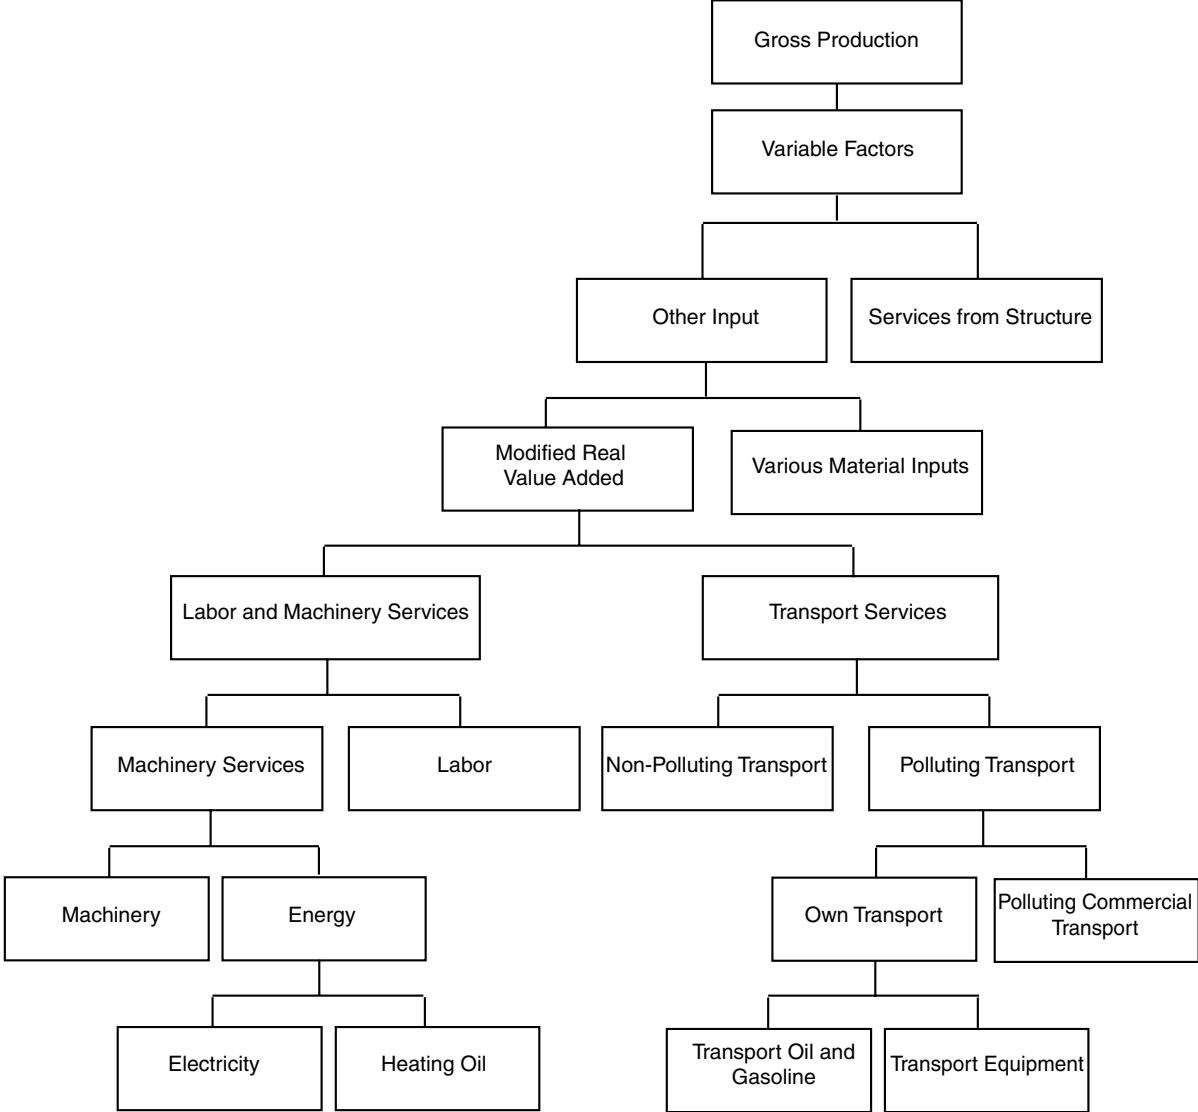 Gross Production
Variable Factors
Other Input
Services from Structure
Modified Real
Value Added
Various Material Inputs
Labor and Machinery Services
Transport Services
Machinery Services
Labor
Non-Polluting Transport
Polluting Transport
Machinery
Energy
Own Transport
Polluting Commercial
Transport
Electricity
Heating Oil
Transport Oil and
Gasoline
Transport Equipment